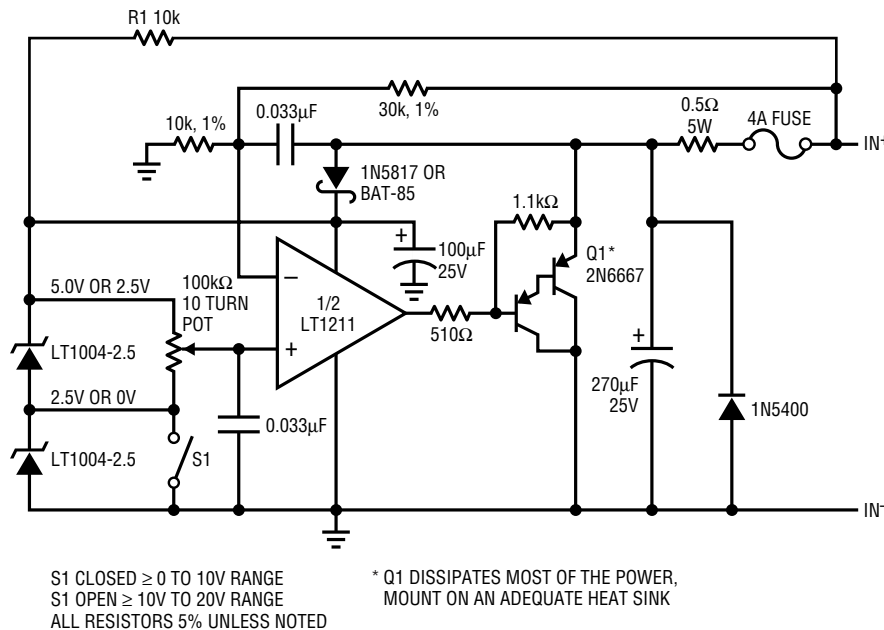 R1 10k
30k, 1%
10k, 1%
0.033µF
0.5Ω
5W
4A FUSE
IN+
1N5817 OR
BAT-85
1.1kΩ
+
100µF
25V
Q1*
2N6667
5.0V OR 2.5V
100kΩ
10 TURN
POT
–
1/2
LT1211
+
510Ω
LT1004-2.5
2.5V OR 0V
+
270µF
25V
1N5400
0.033µF
LT1004-2.5
S1
IN–
S1 CLOSED ≥ 0 TO 10V RANGE
S1 OPEN ≥ 10V TO 20V RANGE
ALL RESISTORS 5% UNLESS NOTED
* Q1 DISSIPATES MOST OF THE POWER,
MOUNT ON AN ADEQUATE HEAT SINK